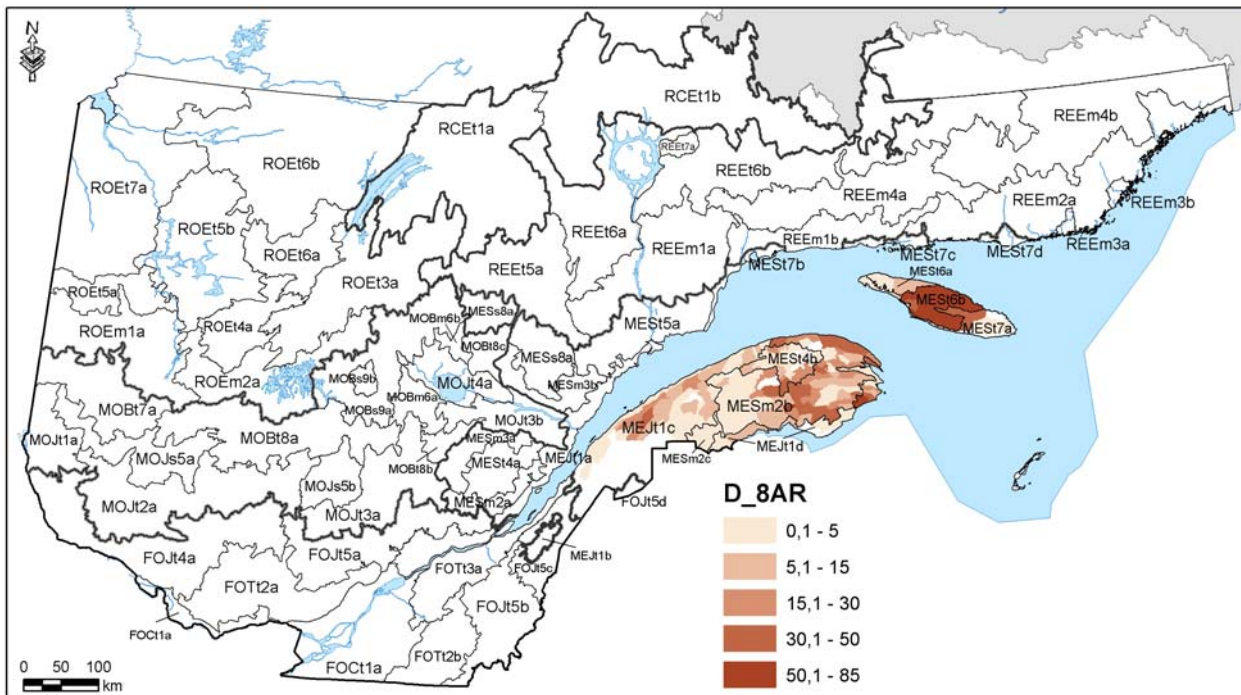 N
RCEt1b
REEm4b
RCEt1a
REEt7a
ROEt6b
REEt6b
ROEt7a
REEm4a
REEm2a
REEm3b
ROEt5b
REEt6a
REEm1a
REEm1b
REEm3a
ROEt6a
MESt7b
MESt7c
MESt7d
REEt5a
MESt6a
ROEt3a
ROEt5a
MESt6b
MESs8a
MOBm6b
MESt5a
MESt7a
ROEm1a
ROEt4a
MOBt8c
MESs8a
MESt4b
ROEm2a
MOBs9b
MOJt4a
MESm3b
MOBm6a
MESm2b
MOBt7a
MOBs9a
MOJt3b
MEJt1c
MOJt1a
MOBt8a
MESm3a
MEJt1d
MOJs5a
MOBt8b
MESt4a
MEJt1a
MESm2c
MOJs5b
MESm2a
FOJt5d
MOJt2a
MOJt3a
FOJt4a
FOJt5a
MEJt1b
FOTt3a
FOJt5c
FOTt2a
FOJt5b
FOCt1a
FOTt2b
FOCt1a
D_8AR
0,1 - 5
5,1 - 15
15,1 - 30
30,1 - 50
50,1 - 85
0 50 100
km